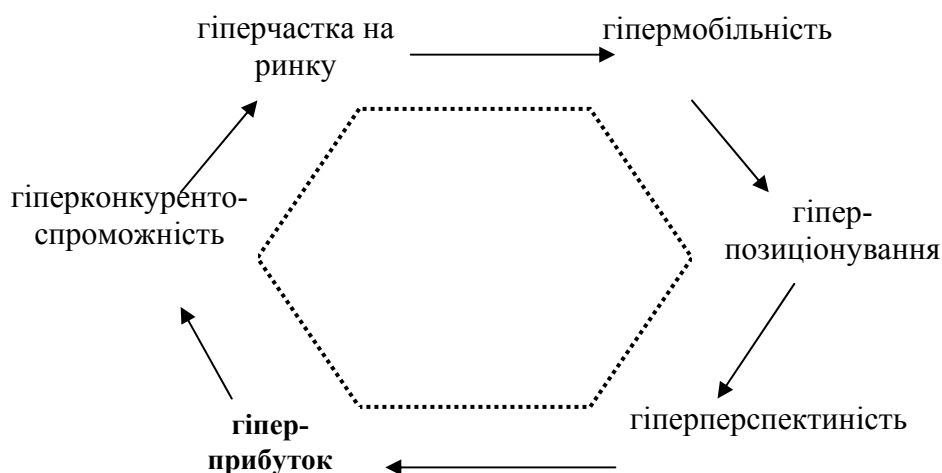 гіперчастка на
ринку
гіпермобільність
гіперконкуренто-
спроможність
гіпер-
позиціонування
гіперперспектиність
гіпер-
прибуток